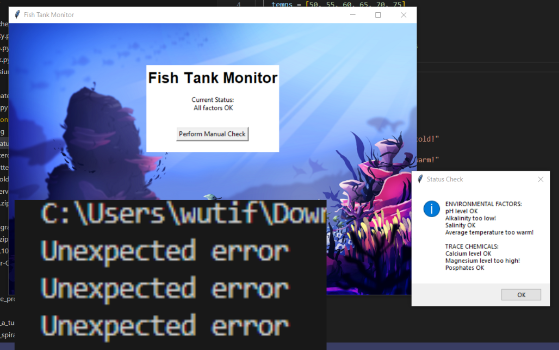 4 temps = [50, 55, 60, 65, 70, 75]
Fish Tank Monitor
Fish Tank Monitor
Current Status:
All factors OK
Perform Manual Check
Status Check
ENVIRONMENTAL FACTORS:
pH level OK
Alkalinity too low!
Salinity OK
Average temperature too warm!
TRACE CHEMICALS:
Calcium level OK
Magnesium level too high!
Posphates OK
OK
C:\Users\wutif\Down
Unexpected error
Unexpected error
Unexpected error